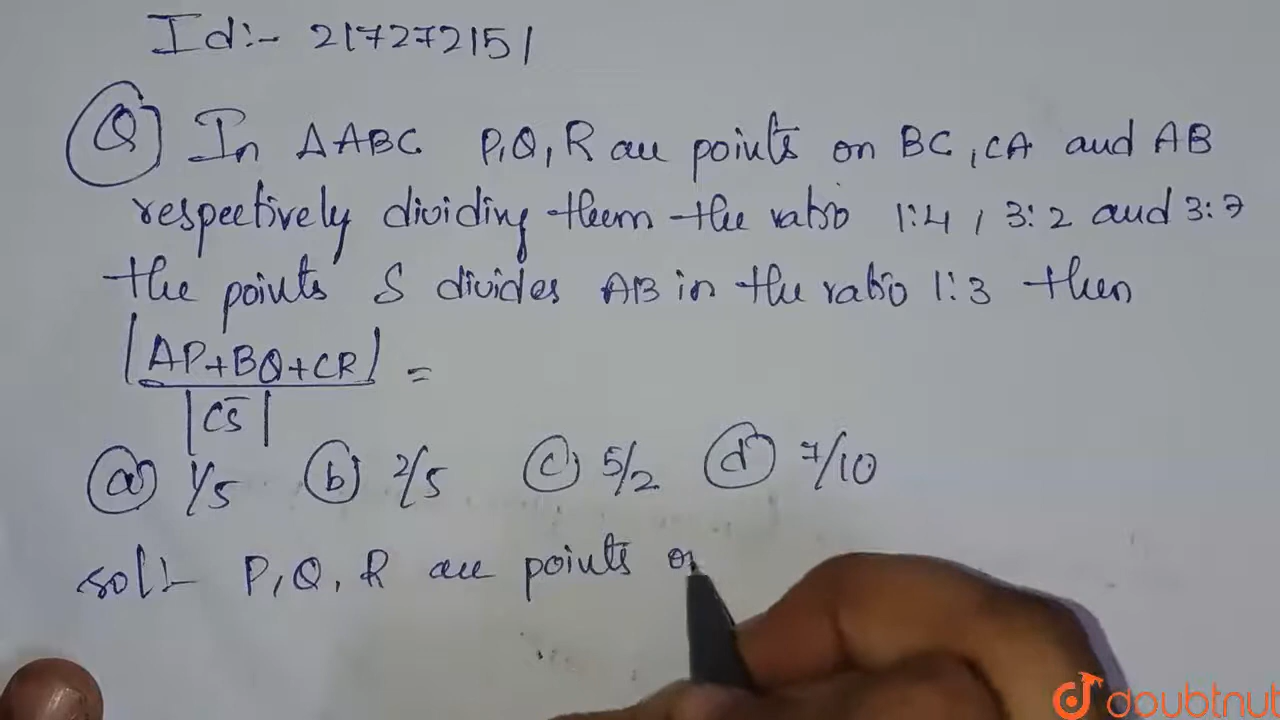 Id:- 217272151
Q In ΔABC P,Q,R are points on BC,CA and AB
respectively dividing them the ratio 1:4, 3:2 and 3:7
the points S divides AB in the ratio 1:3 then
|AP+BQ+CR| =
|CS̅|
a 1/5 b 2/5 c 5/2 d 7/10
sol:- P,Q,R are points on
doubtnut